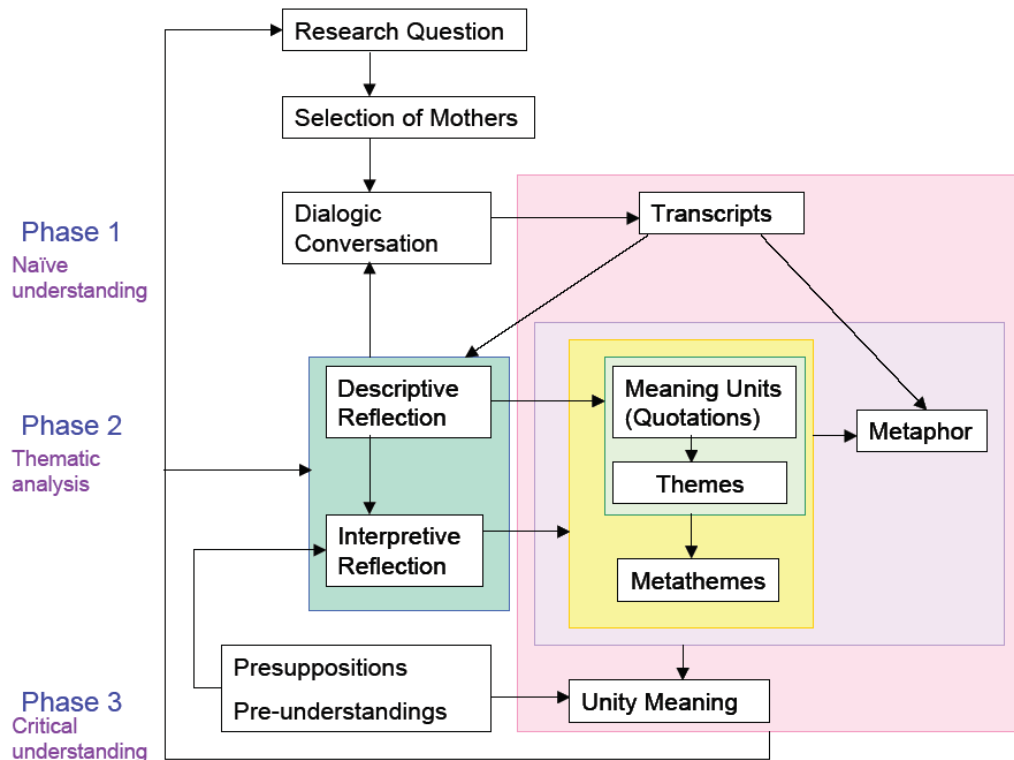 Research Question
Selection of Mothers
Dialogic
Conversation
Transcripts
Phase 1
Naïve
understanding
Descriptive
Reflection
Meaning Units
(Quotations)
Metaphor
Phase 2
Thematic
analysis
Themes
Interpretive
Reflection
Metathemes
Presuppositions
Pre-understandings
Unity Meaning
Phase 3
Critical
understanding